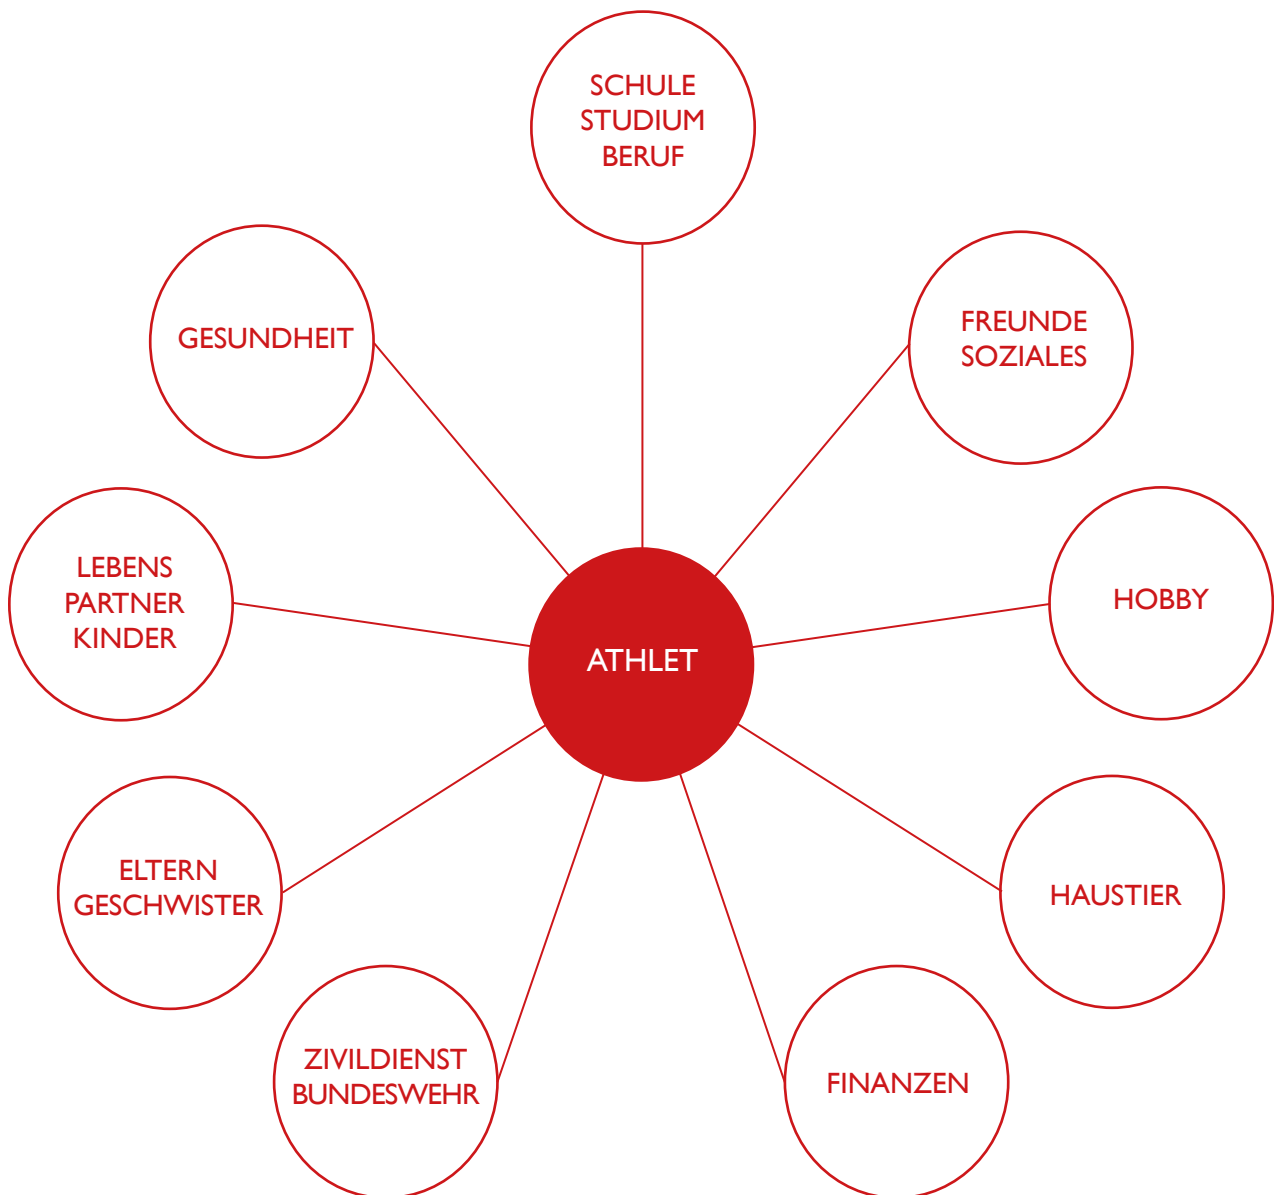 SCHULE
STUDIUM
BERUF
FREUNDE
SOZIALES
GESUNDHEIT
LEBENS
PARTNER
KINDER
HOBBY
ATHLET
ELTERN
GESCHWISTER
HAUSTIER
ZIVILDIENST
BUNDESWEHR
FINANZEN